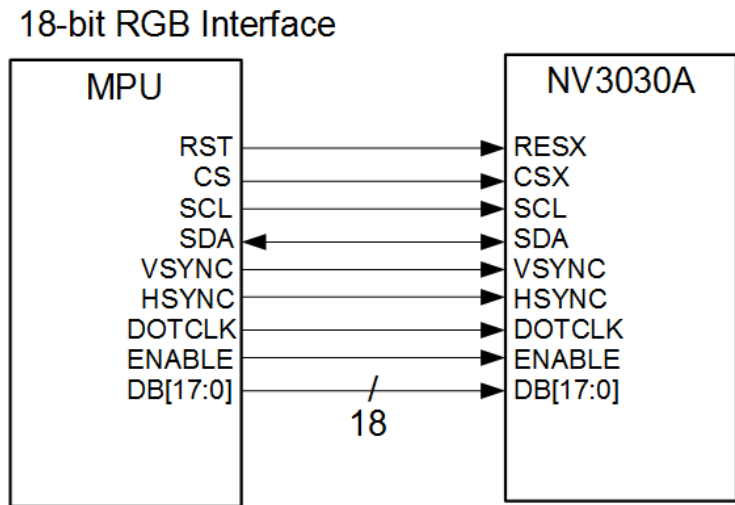 18-bit RGB Interface
MPU
NV3030A
RST
RESX
CS
CSX
SCL
SCL
SDA
SDA
VSYNC
VSYNC
HSYNC
HSYNC
DOTCLK
DOTCLK
ENABLE
ENABLE
DB[17:0]
DB[17:0]
/
18